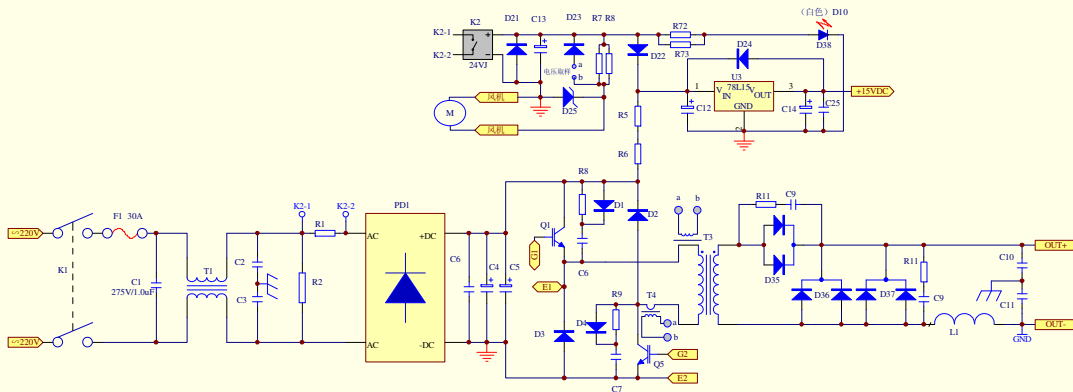 (白色) D10
K2
D21
C13
D23
R7 R8
R72
K2-1
K2-2
24VJ
a
电压取样
b
D22
R73
D24
D38
U3
1
V
IN
78L15
V
OUT
GND
2
3
+15VDC
风机
M
风机
D25
C12
C14
C25
R5
R6
R8
D1
D2
a
b
Q1
G1
C6
E1
T3
R11
C9
D35
D36
D37
R11
C9
C10
C11
OUT+
OUT-
GND
L1
~220V
F1 30A
K1
C1
275V/1.0uF
T1
C2
C3
K2-1
K2-2
R1
R2
PD1
AC
+DC
AC
-DC
C6
C4
C5
~220V
D3
D4
R9
T4
a
b
C7
Q5
G2
E2